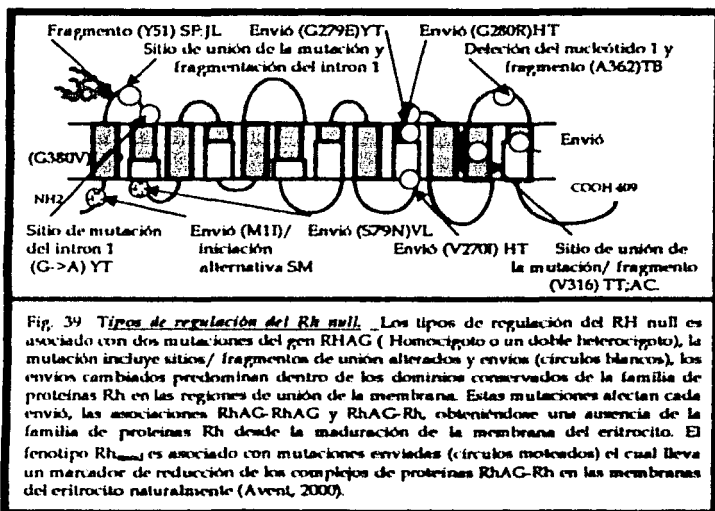 Fragmento (Y51) SP:JL
Envió (G279E)YT
Envió (G280R)HT
Sitio de unión de la mutación y
fragmentación del intron 1
Deleción del nucleótido 1 y
fragmento (A362)TB
(G380V)
Envió
NH2
COOH 409
Sitio de mutación
del intron 1
(G->A) YT
Envió (M1I)/
iniciación
alternativa SM
Envió (S79N)VL
Envió (V270I) HT
Sitio de unión de
la mutación/ fragmento
(V316) TT;AC.
Fig. 39 Tipos de regulación del Rh null. Los tipos de regulación del RH null es
asociado con dos mutaciones del gen RHAG ( Homocigoto o un doble heterocigoto), la
mutación incluye sitios/ fragmentos de unión alterados y envíos (círculos blancos), los
envíos cambiados predominan dentro de los dominios conservados de la familia de
proteínas Rh en las regiones de unión de la membrana. Estas mutaciones afectan cada
envió, las asociaciones RhAG-RhAG y RhAG-Rh, obteniéndose una ausencia de la
familia de proteínas Rh desde la maduración de la membrana del eritrocito. El
fenotipo Rh es asociado con mutaciones enviadas (círculos moteados) el cual lleva
un marcador de reducción de los complejos de proteínas RhAG-Rh en las membranas
del eritrocito naturalmente (Avent, 2000).